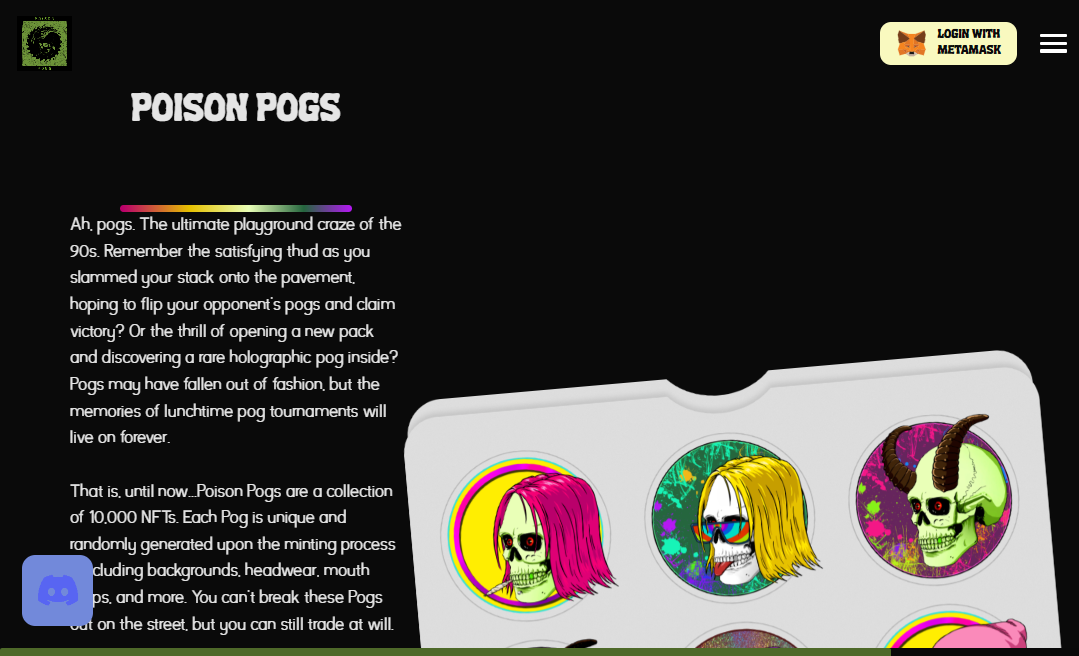 LOGIN WITH
METAMASK
POISON POGS
Ah, pogs. The ultimate playground craze of the
90s. Remember the satisfying thud as you
slammed your stack onto the pavement,
hoping to flip your opponent's pogs and claim
victory? Or the thrill of opening a new pack
and discovering a rare holographic pog inside?
Pogs may have fallen out of fashion, but the
memories of lunchtime pog tournaments will
live on forever.
That is, until now...Poison Pogs are a collection
of 10,000 NFTs. Each Pog is unique and
randomly generated upon the minting process
cluding backgrounds, headwear, mouth
ps, and more. You can't break these Pogs
out on the street, but you can still trade at will.